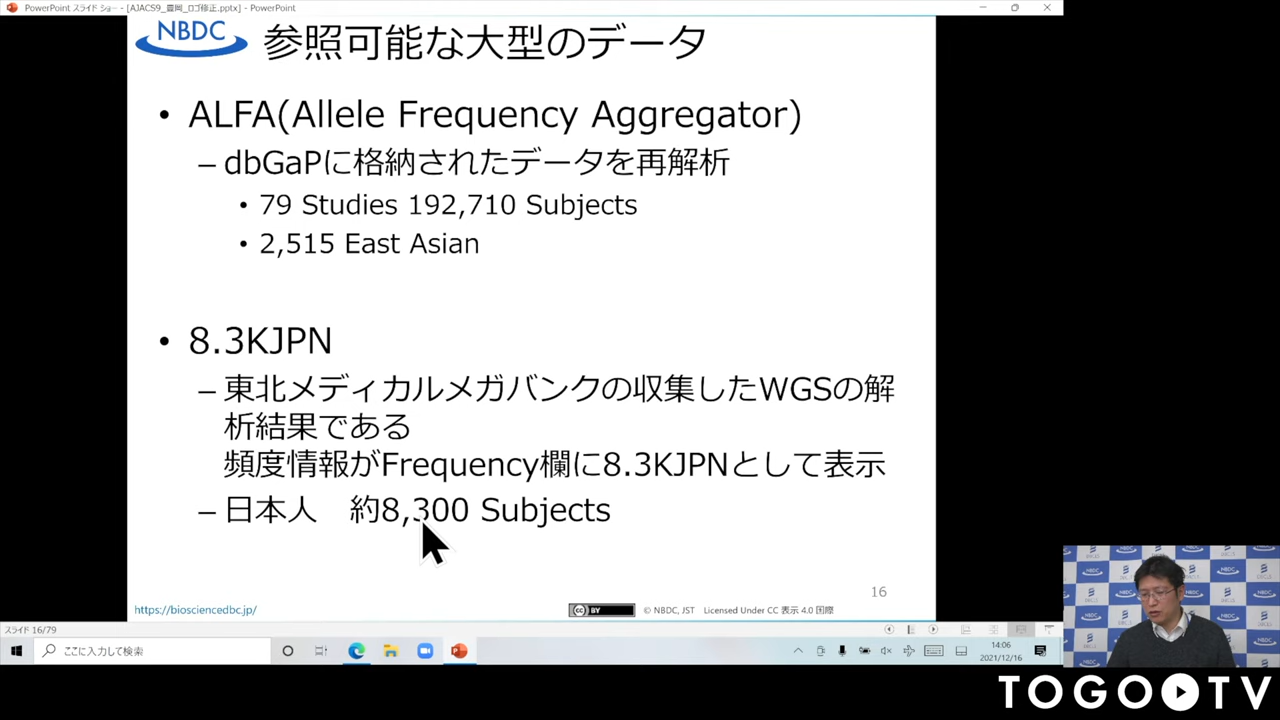 PowerPoint スライド ショー - [AJACS9_豊岡_ロゴ修正.pptx] - PowerPoint
NBDC
参照可能な大型のデータ
• ALFA(Allele Frequency Aggregator)
– dbGaPに格納されたデータを再解析
• 79 Studies 192,710 Subjects
• 2,515 East Asian
• 8.3KJPN
– 東北メディカルメガバンクの収集したWGSの解
析結果である
頻度情報がFrequency欄に8.3KJPNとして表示
– 日本人 約8,300 Subjects
16
https://biosciencedbc.jp/
CC BY
© NBDC, JST Licensed Under CC 表示 4.0 国際
スライド 16/79
ここに入力して検索
14:06
2021/12/16
NBDC
TOGO TV